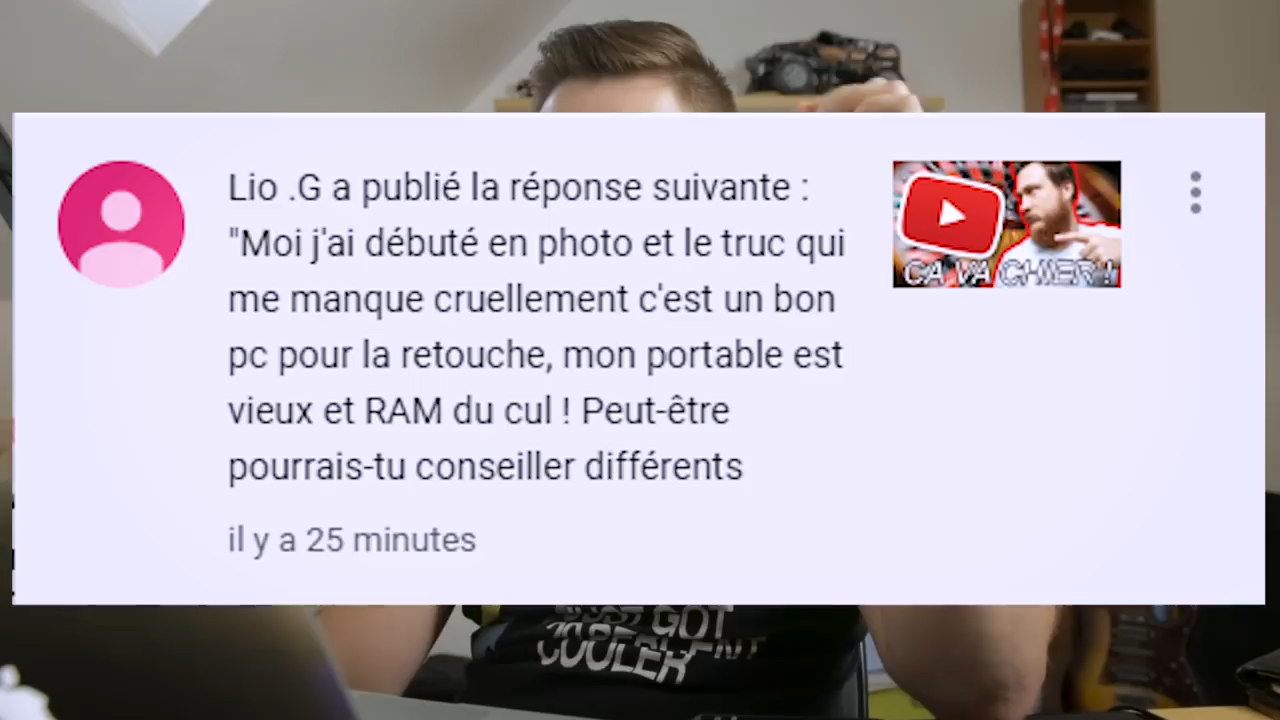 Lio .G a publié la réponse suivante :
"Moi j'ai débuté en photo et le truc qui
me manque cruellement c'est un bon
pc pour la retouche, mon portable est
vieux et RAM du cul ! Peut-être
pourrais-tu conseiller différents
il y a 25 minutes
ÇA VA CHIER !
GOT
COOLER